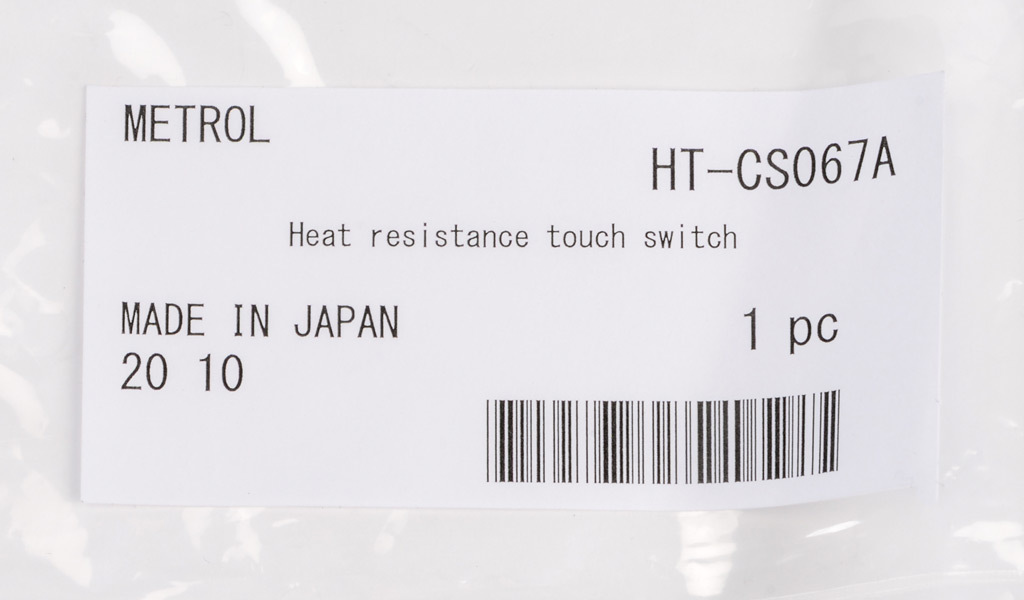 METROL
HT-CS067A
Heat resistance touch switch
MADE IN JAPAN
1 pc
20 10